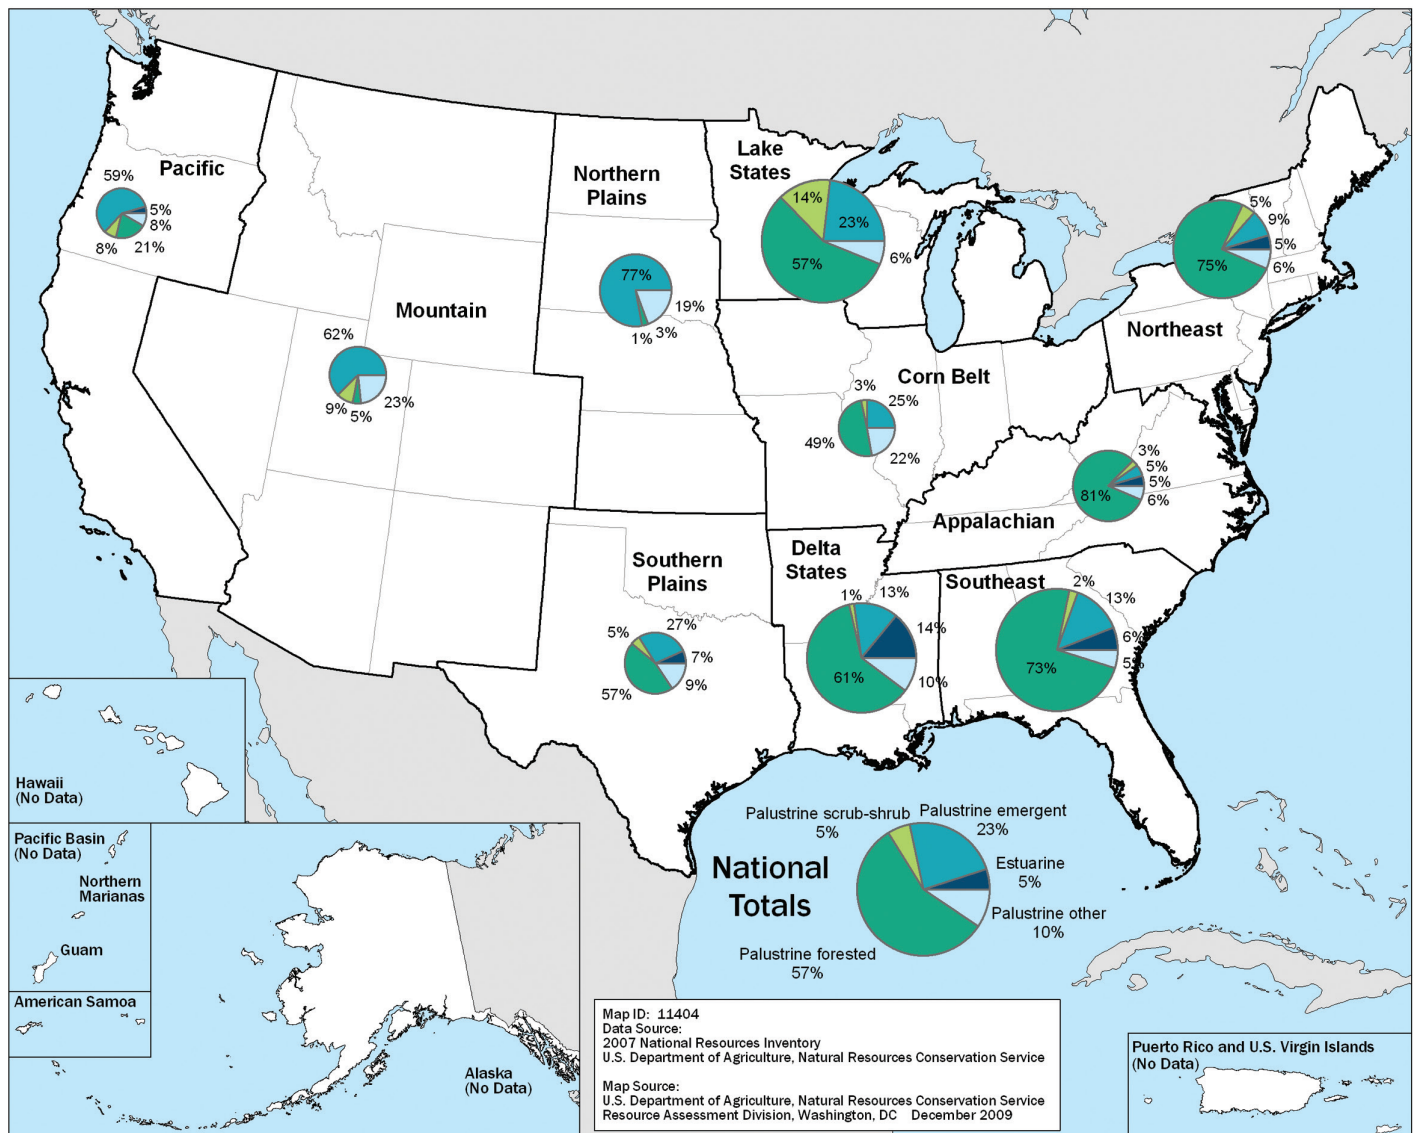 Pacific
59%
5%
8%
21%
8%
Mountain
62%
23%
5%
9%
Northern
Plains
77%
19%
3%
1%
Lake
States
14%
23%
57%
6%
Northeast
5%
9%
5%
6%
75%
Corn Belt
3%
25%
49%
22%
Appalachian
3%
5%
5%
6%
81%
Southern
Plains
5%
27%
7%
9%
57%
Delta
States
1%
13%
14%
10%
61%
Southeast
2%
13%
6%
5%
73%
National
Totals
Palustrine scrub-shrub
5%
Palustrine emergent
23%
Estuarine
5%
Palustrine other
10%
Palustrine forested
57%
Hawaii
(No Data)
Pacific Basin
(No Data)
Northern
Marianas
Guam
American Samoa
Alaska
(No Data)
Map ID: 11404
Data Source:
2007 National Resources Inventory
U.S. Department of Agriculture, Natural Resources Conservation Service
Map Source:
U.S. Department of Agriculture, Natural Resources Conservation Service
Resource Assessment Division, Washington, DC December 2009
Puerto Rico and U.S. Virgin Islands
(No Data)